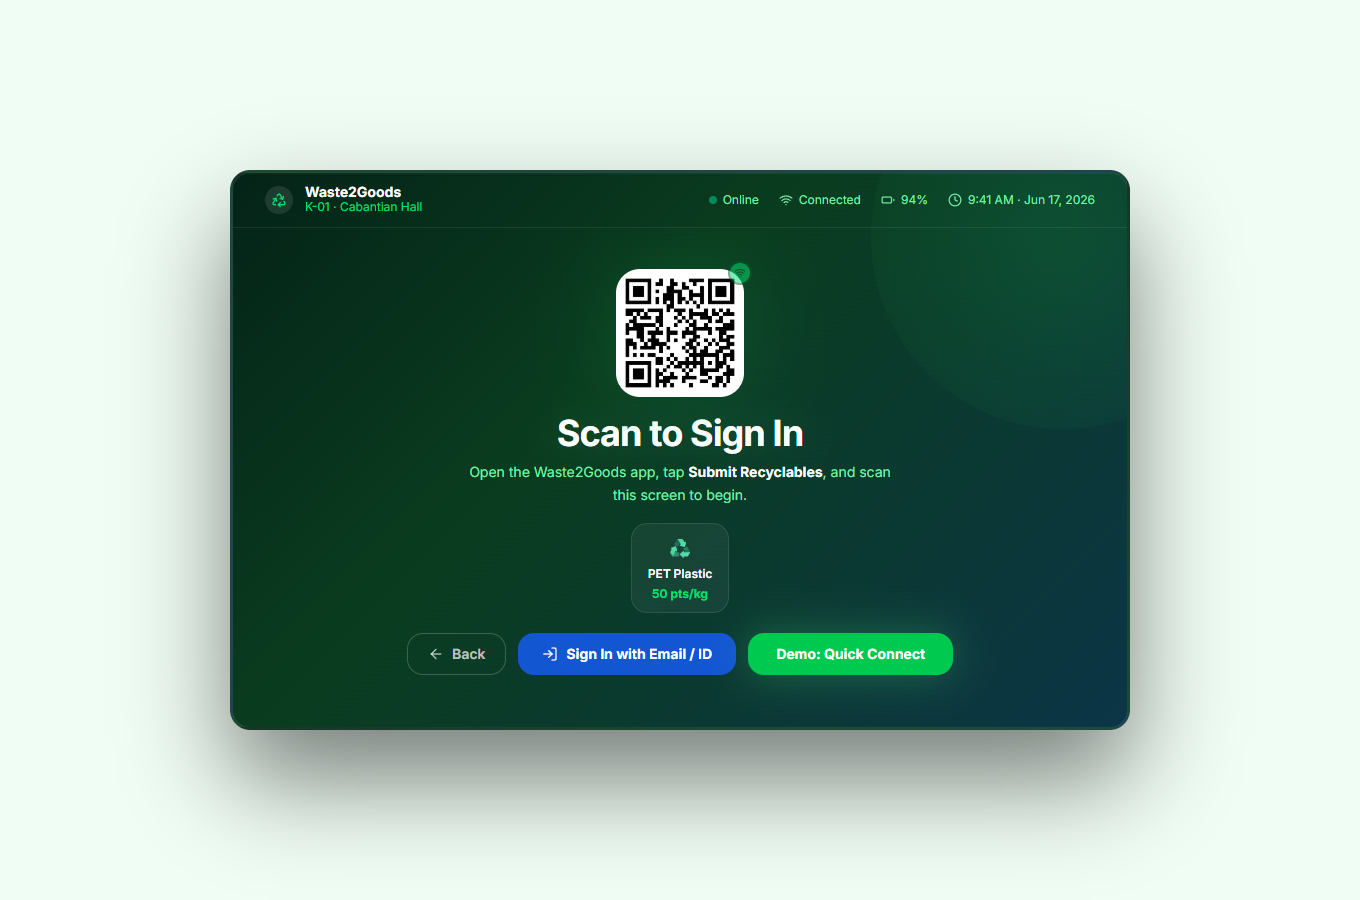 Waste2Goods
K-01 · Cabantian Hall
Online
Connected
94%
9:41 AM · Jun 17, 2026
Scan to Sign In
Open the Waste2Goods app, tap Submit Recyclables, and scan
this screen to begin.
PET Plastic
50 pts/kg
Back
Sign In with Email / ID
Demo: Quick Connect